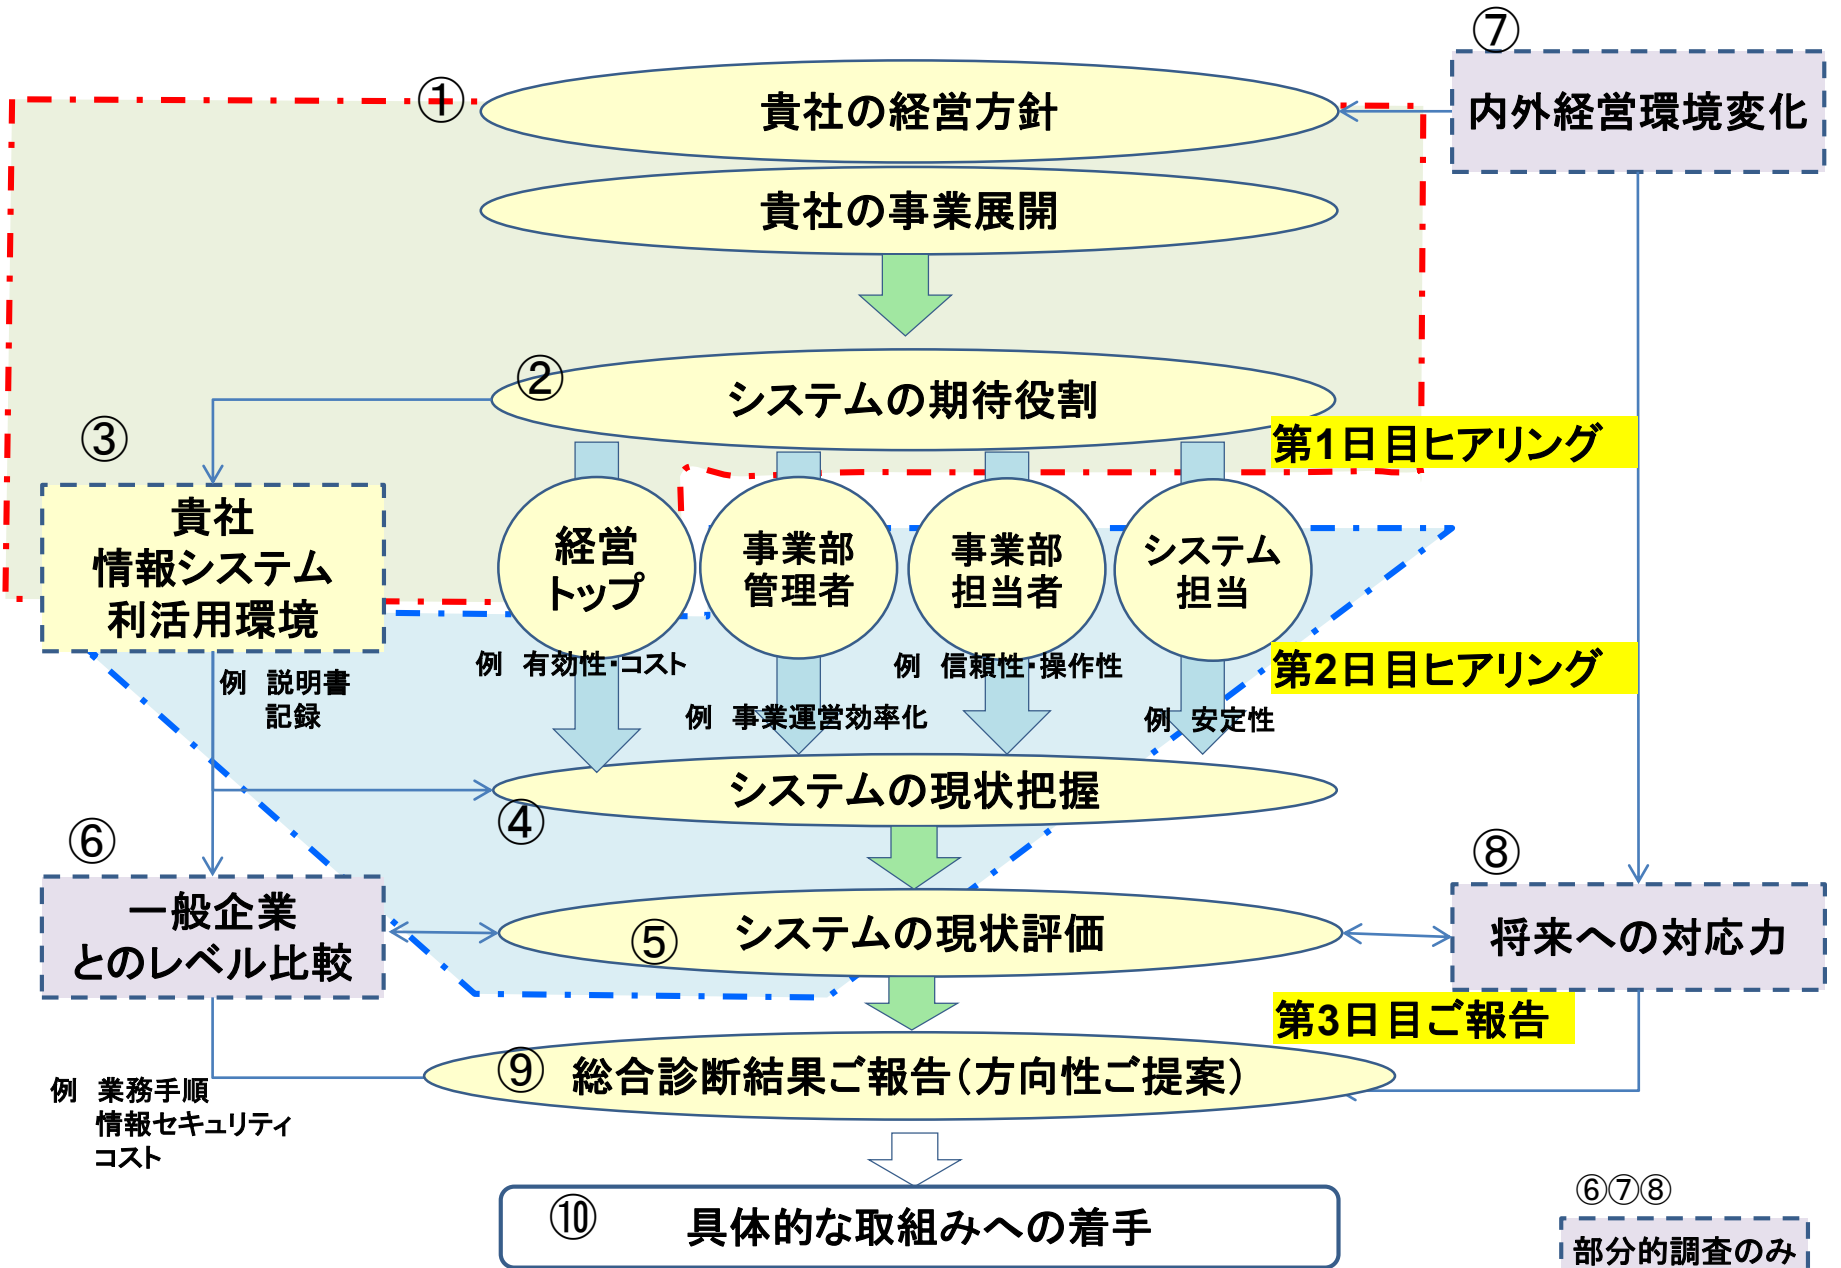 ⑦
①
貴社の経営方針
内外経営環境変化
貴社の事業展開
②
システムの期待役割
③
第1日目ヒアリング
貴社
情報システム
利活用環境
経営
トップ
事業部
管理者
事業部
担当者
システム
担当
例 有効性・コスト
例 信頼性・操作性
第2日目ヒアリング
例 説明書
記録
例 事業運営効率化
例 安定性
システムの現状把握
④
⑥
⑧
一般企業
とのレベル比較
⑤
システムの現状評価
将来への対応力
第3日目ご報告
⑨
総合診断結果ご報告(方向性ご提案)
例 業務手順
情報セキュリティ
コスト
⑩
具体的な取組みへの着手
⑥⑦⑧
部分的調査のみ